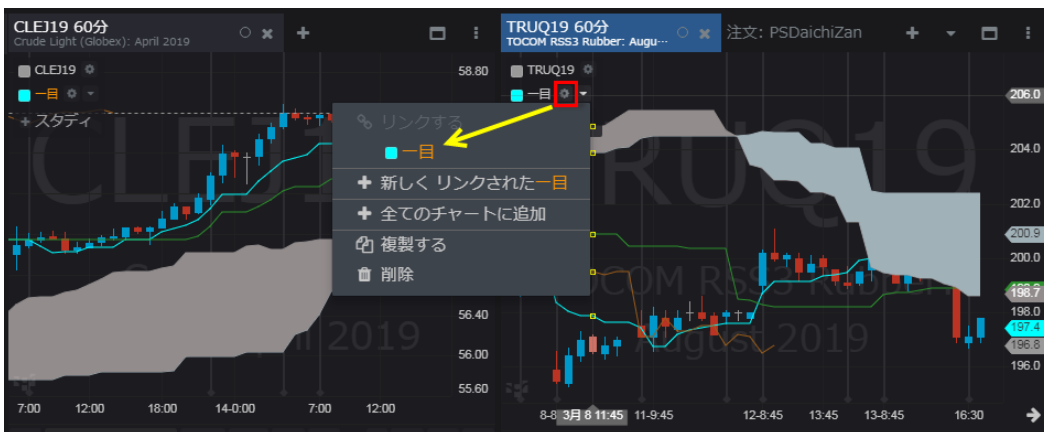 CLEJ19 60分
Crude Light (Globex): April 2019
TRUQ19 60分
TOCOM RSS3 Rubber: Augu…
注文: PSDaichiZan
CLEJ19
一目
+ スタディ
58.80
56.40
56.00
55.60
7:00 12:00 18:00 14-0:00 7:00 12:00
リンクする
一目
新しく リンクされた一目
全てのチャートに追加
複製する
削除
TRUQ19
一目
206.0
204.0
202.0
200.9
200.0
198.7
198.0
197.4
196.8
196.0
3月 8 11:45 11-9:45 12-8:45 13:45 13-8:45 16:30
TRUQ19
TOCOM RSS3 Rubber:
August 2019